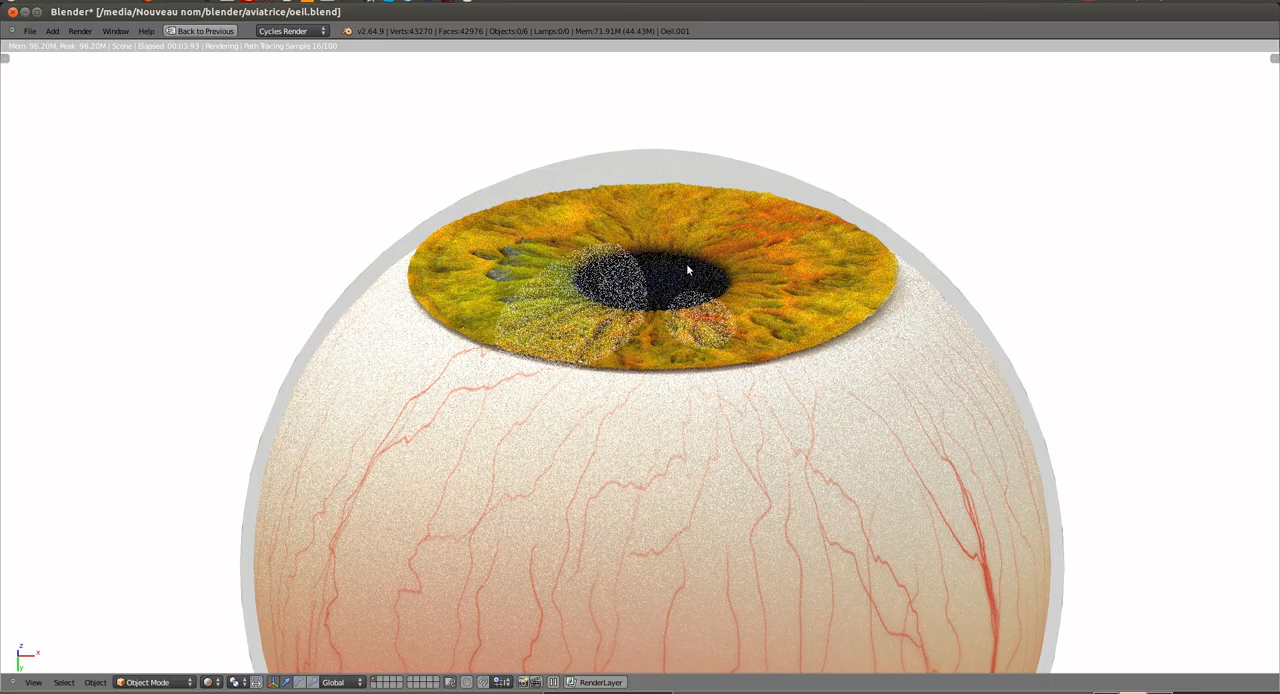 Blender* [/media/Nouveau nom/blender/aviatrice/oeil.blend]
File Add Render Window Help Back to Previous Cycles Render v2.64.9 | Verts:43270 | Faces:42976 | Objects:0/6 | Lamps:0/0 | Mem:71.91M (44.43M) | Oeil.001
Mem: 96.20M, Peak: 96.20M | Scene | Elapsed: 00:03.93 | Rendering | Path Tracing Sample 16/100
z
x
y
View Select Object Object Mode Global RenderLayer